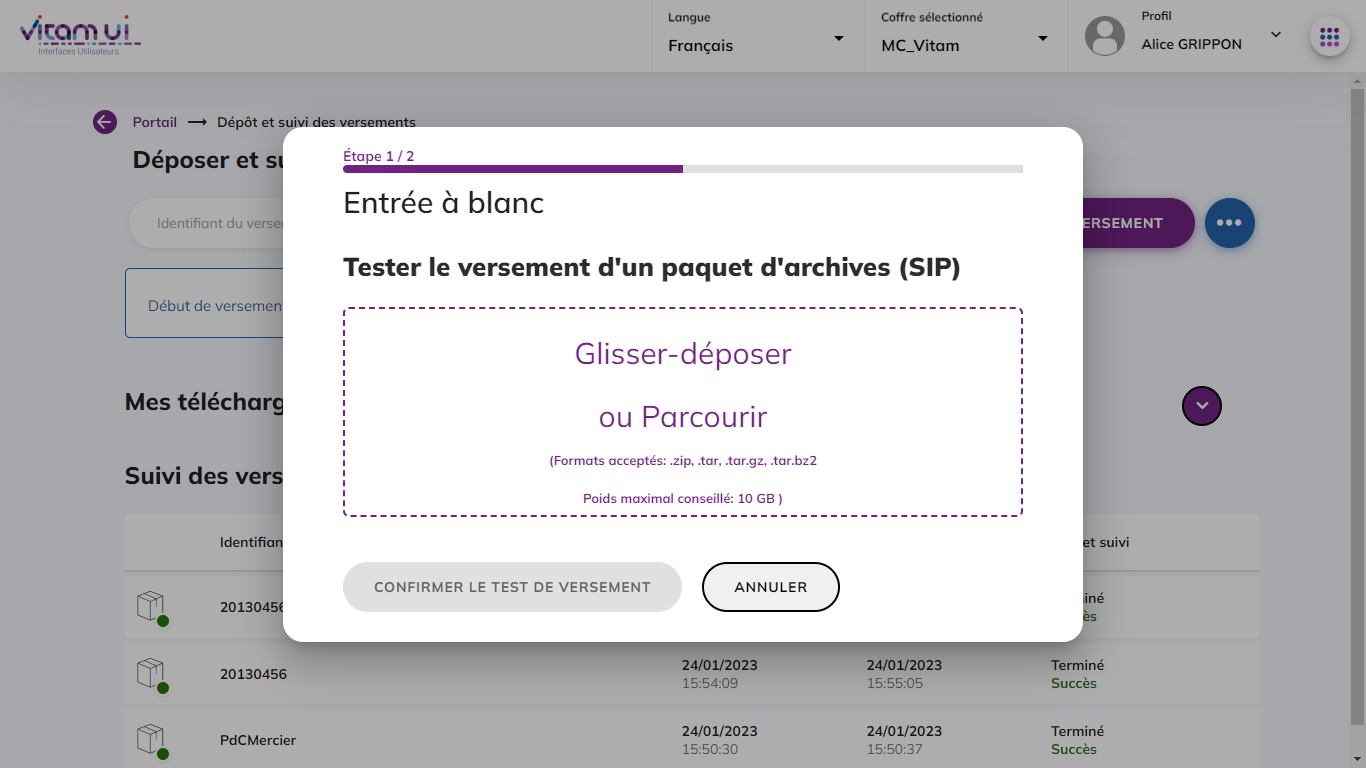 vitam ui
Interfaces Utilisateurs
Langue
Français
Coffre sélectionné
MC_Vitam
Profil
Alice GRIPPON
Portail
Dépôt et suivi des versements
Déposer et su
Identifiant du verse
ERSEMENT
Début de versement
Étape 1 / 2
Entrée à blanc
Tester le versement d'un paquet d'archives (SIP)
Glisser-déposer
ou Parcourir
(Formats acceptés: .zip, .tar, .tar.gz, .tar.bz2
Poids maximal conseillé: 10 GB )
CONFIRMER LE TEST DE VERSEMENT
ANNULER
Mes télécharg
Suivi des vers
Identifian
et suivi
20130456
iné
ès
20130456
24/01/2023
15:54:09
24/01/2023
15:55:05
Terminé
Succès
PdCMercier
24/01/2023
15:50:30
24/01/2023
15:50:37
Terminé
Succès